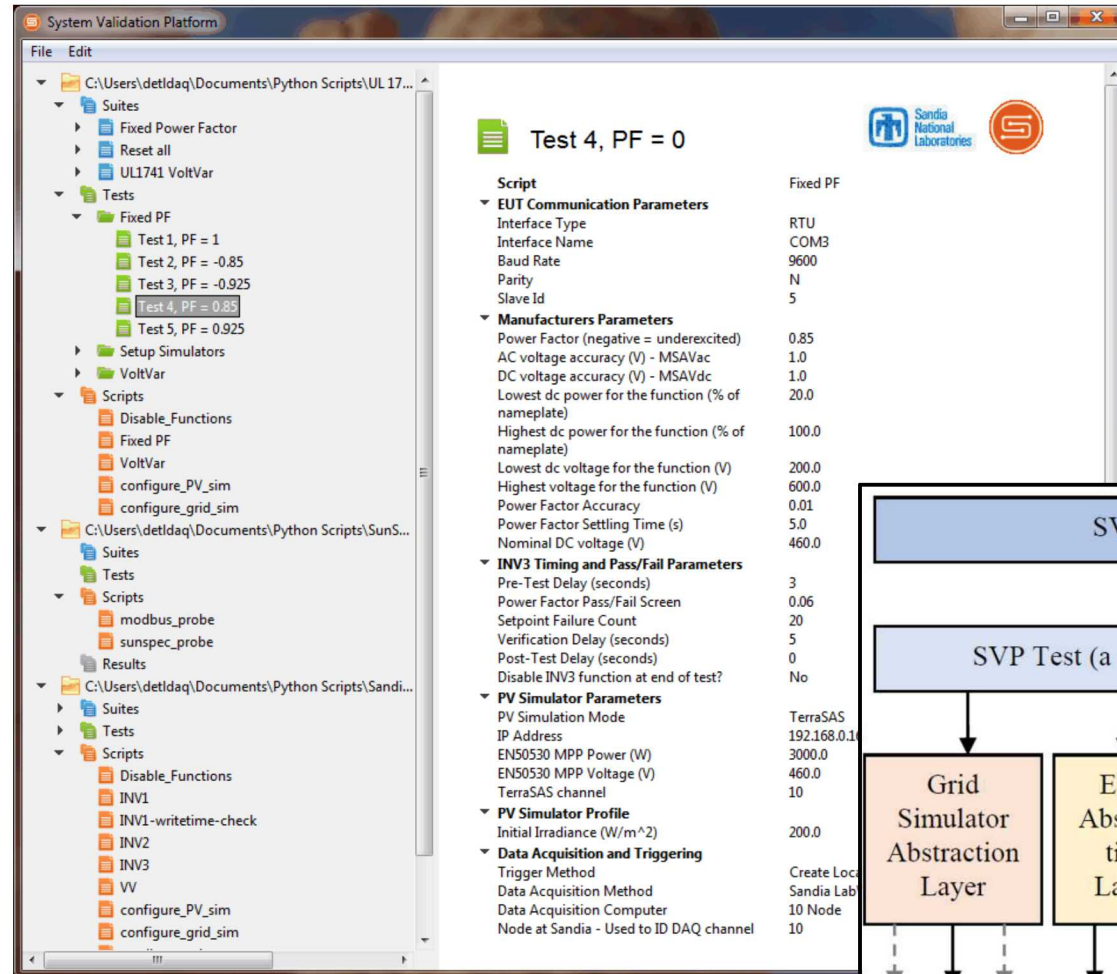 System Validation Platform
File Edit
C:\Users\detldaq\Documents\Python Scripts\UL 17...
Suites
Fixed Power Factor
Reset all
UL1741 VoltVar
Tests
Fixed PF
Test 1, PF = 1
Test 2, PF = -0.85
Test 3, PF = -0.925
Test 4, PF = 0.85
Test 5, PF = 0.925
Setup Simulators
VoltVar
Scripts
Disable_Functions
Fixed PF
VoltVar
configure_PV_sim
configure_grid_sim
C:\Users\detldaq\Documents\Python Scripts\SunS...
Suites
Tests
Scripts
modbus_probe
sunspec_probe
Results
C:\Users\detldaq\Documents\Python Scripts\Sandi...
Suites
Tests
Scripts
Disable_Functions
INV1
INV1-writetime-check
INV2
INV3
VV
configure_PV_sim
configure_grid_sim
Test 4, PF = 0
Sandia
National
Laboratories
Script Fixed PF
EUT Communication Parameters
Interface Type RTU
Interface Name COM3
Baud Rate 9600
Parity N
Slave Id 5
Manufacturers Parameters
Power Factor (negative = underexcited) 0.85
AC voltage accuracy (V) - MSAVac 1.0
DC voltage accuracy (V) - MSAVdc 1.0
Lowest dc power for the function (% of 20.0
nameplate)
Highest dc power for the function (% of 100.0
nameplate)
Lowest dc voltage for the function (V) 200.0
Highest voltage for the function (V) 600.0
Power Factor Accuracy 0.01
Power Factor Settling Time (s) 5.0
Nominal DC voltage (V) 460.0
INV3 Timing and Pass/Fail Parameters
Pre-Test Delay (seconds) 3
Power Factor Pass/Fail Screen 0.06
Setpoint Failure Count 20
Verification Delay (seconds) 5
Post-Test Delay (seconds) 0
Disable INV3 function at end of test? No
PV Simulator Parameters
PV Simulation Mode TerraSAS
IP Address 192.168.0.1
EN50530 MPP Power (W) 3000.0
EN50530 MPP Voltage (V) 460.0
TerraSAS channel 10
PV Simulator Profile
Initial Irradiance (W/m^2) 200.0
Data Acquisition and Triggering
Trigger Method Create Loca
Data Acquisition Method Sandia Lab
Data Acquisition Computer 10 Node
Node at Sandia - Used to ID DAQ channel 10
SV
SVP Test (a
Grid
Simulator
Abstraction
Layer
E
Abs
ti
La